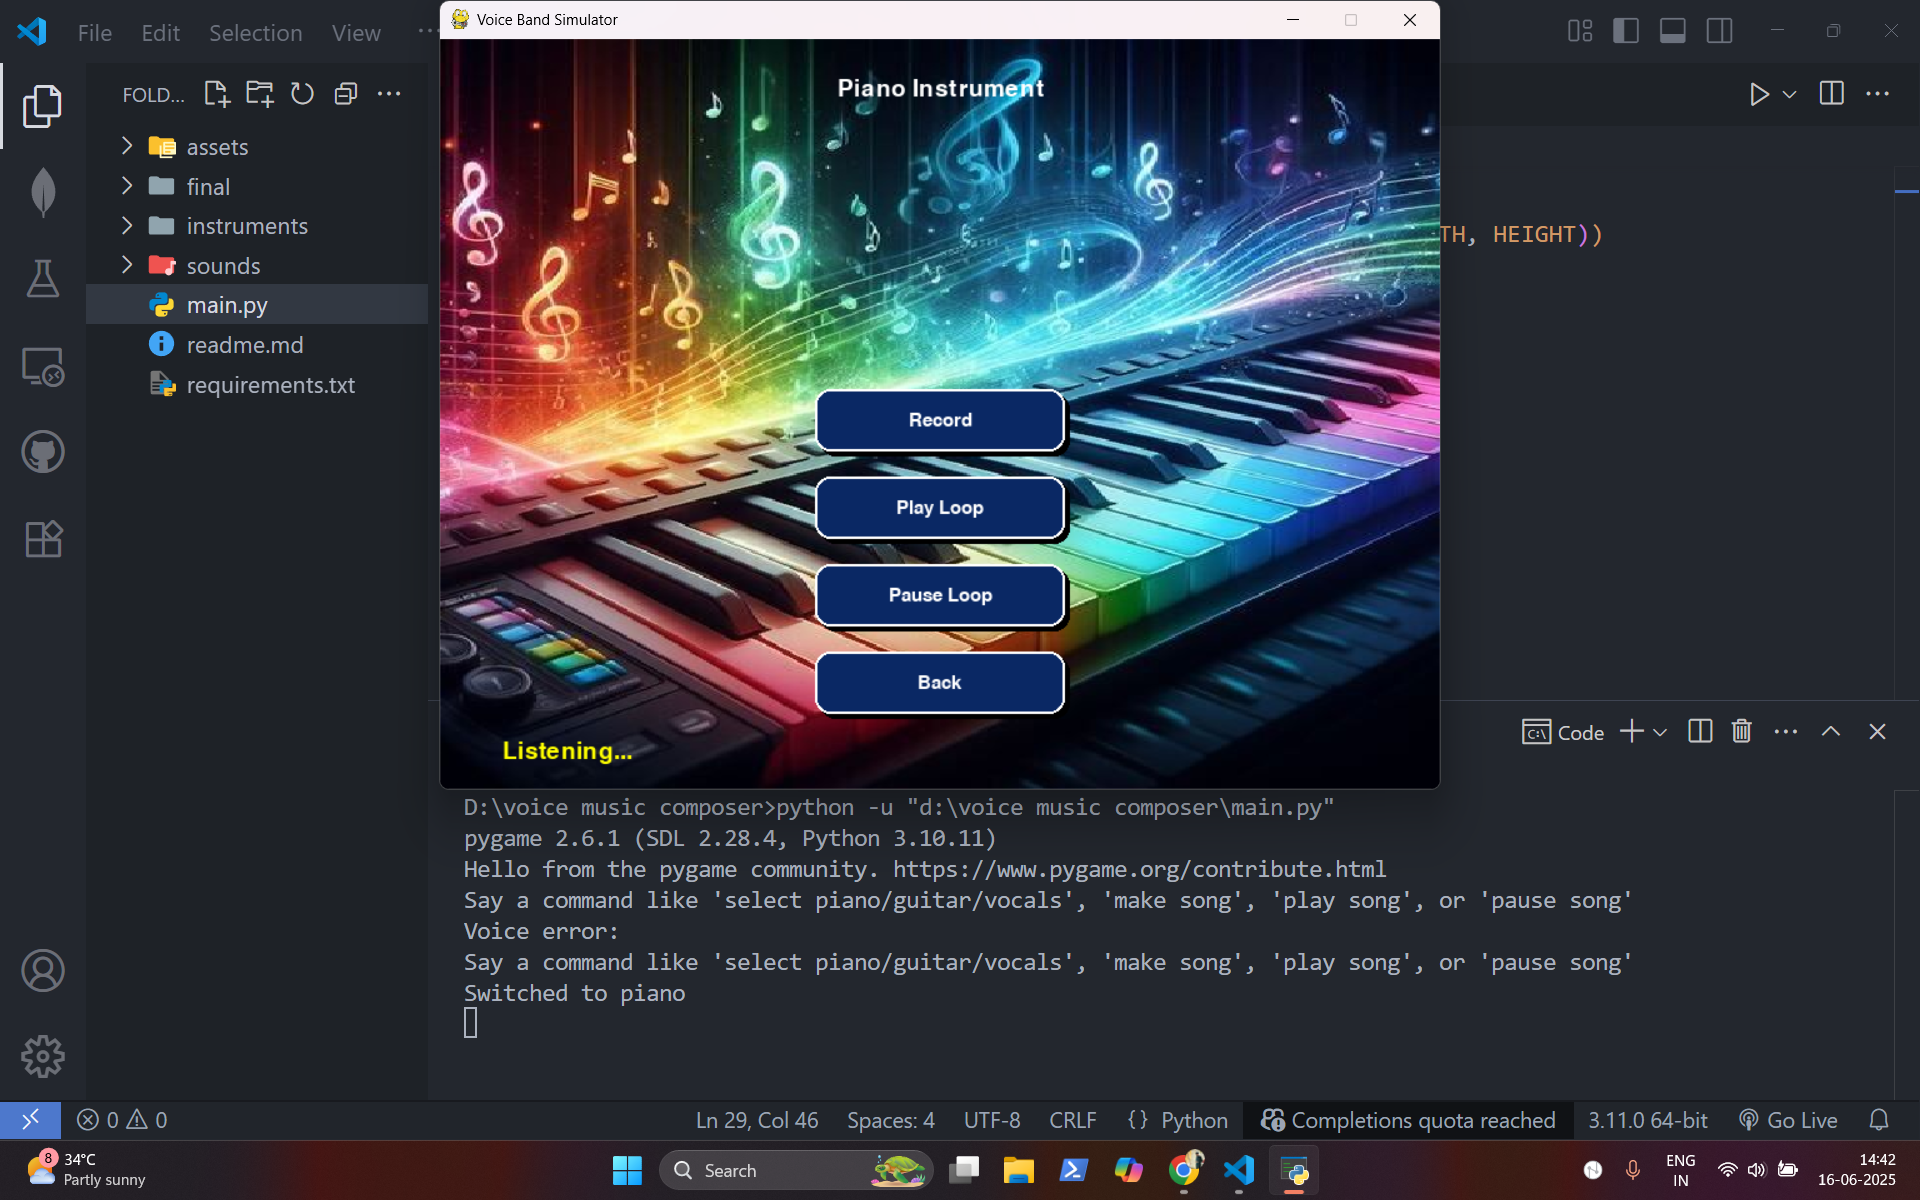 File Edit Selection View ...
Voice Band Simulator
FOLD...
assets
final
instruments
sounds
main.py
readme.md
requirements.txt
TH, HEIGHT))
Piano Instrument
Record
Play Loop
Pause Loop
Back
Listening...
Code
D:\voice music composer>python -u "d:\voice music composer\main.py"
pygame 2.6.1 (SDL 2.28.4, Python 3.10.11)
Hello from the pygame community. https://www.pygame.org/contribute.html
Say a command like 'select piano/guitar/vocals', 'make song', 'play song', or 'pause song'
Voice error:
Say a command like 'select piano/guitar/vocals', 'make song', 'play song', or 'pause song'
Switched to piano
0 0 Ln 29, Col 46 Spaces: 4 UTF-8 CRLF {} Python Completions quota reached 3.11.0 64-bit Go Live
8 34°C
Partly sunny
Search
ENG
IN
14:42
16-06-2025